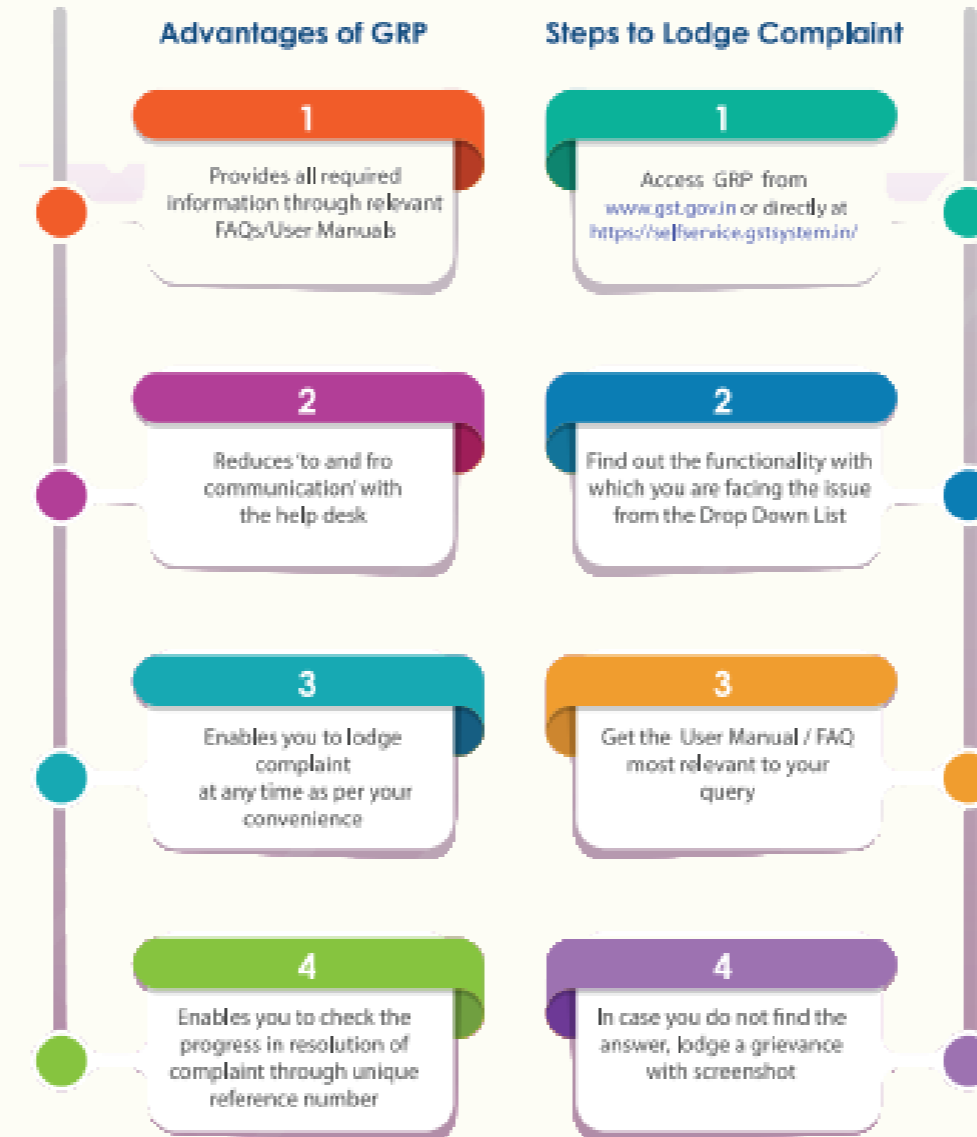 Advantages of GRP
1
Provides all required
information through relevant
FAQs/User Manuals
2
Reduces 'to and fro
communication' with
the help desk
3
Enables you to lodge
complaint
at any time as per your
convenience
4
Enables you to check the
progress in resolution of
complaint through unique
reference number
Steps to Lodge Complaint
1
Access GRP from
www.gst.gov.in or directly at
https://selfservice.gstsystem.in/
2
Find out the functionality with
which you are facing the issue
from the Drop Down List
3
Get the User Manual / FAQ
most relevant to your
query
4
In case you do not find the
answer, lodge a grievance
with screenshot